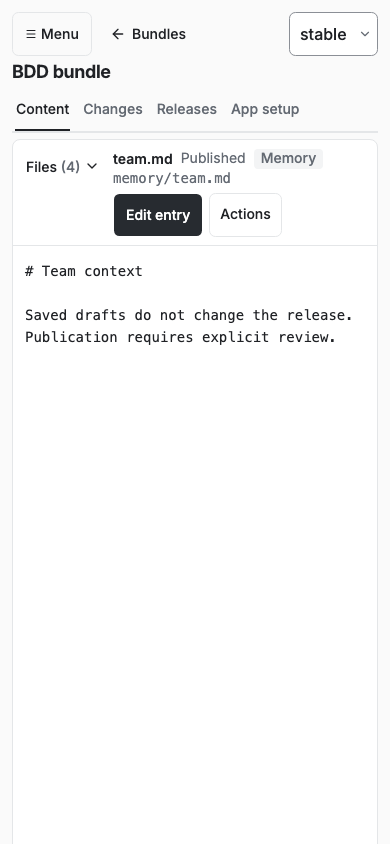 Menu
Bundles
stable
BDD bundle
Content Changes Releases App setup
Files (4)
team.md Published Memory
memory/team.md
Edit entry Actions
# Team context
Saved drafts do not change the release.
Publication requires explicit review.